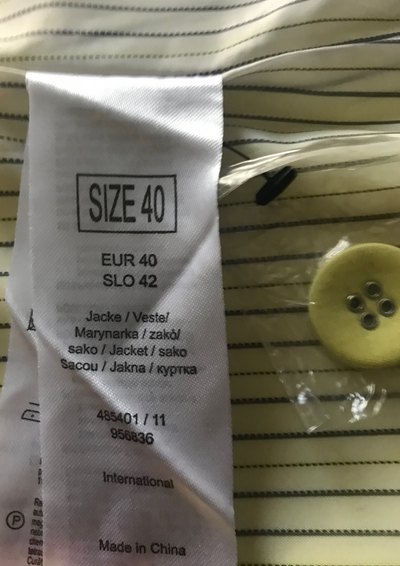 SIZE 40
EUR 40
SLO 42
Jacke / Veste/
Marynarka / zakó/
sako / Jacket / sako
Sacou / Jakna / куртка
485401 / 11
956836
International
Made in China
P